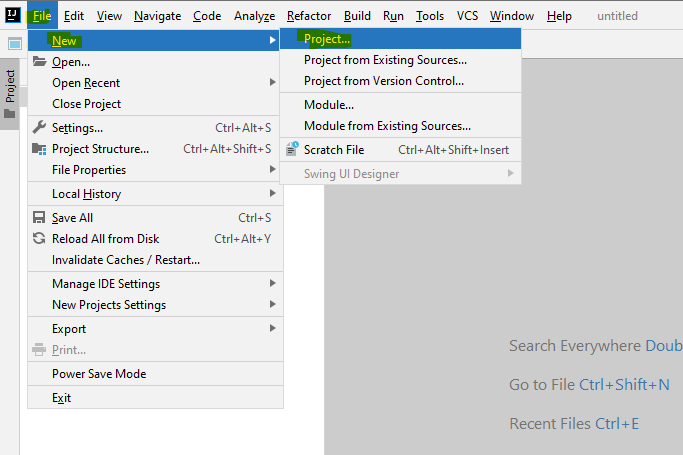 IJ File Edit View Navigate Code Analyze Refactor Build Run Tools VCS Window Help untitled
Project
New
Open...
Open Recent
Close Project
Settings... Ctrl+Alt+S
Project Structure... Ctrl+Alt+Shift+S
File Properties
Local History
Save All Ctrl+S
Reload All from Disk Ctrl+Alt+Y
Invalidate Caches / Restart...
Manage IDE Settings
New Projects Settings
Export
Print...
Power Save Mode
Exit
Project...
Project from Existing Sources...
Project from Version Control...
Module...
Module from Existing Sources...
Scratch File Ctrl+Alt+Shift+Insert
Swing UI Designer
Search Everywhere Doub
Go to File Ctrl+Shift+N
Recent Files Ctrl+E